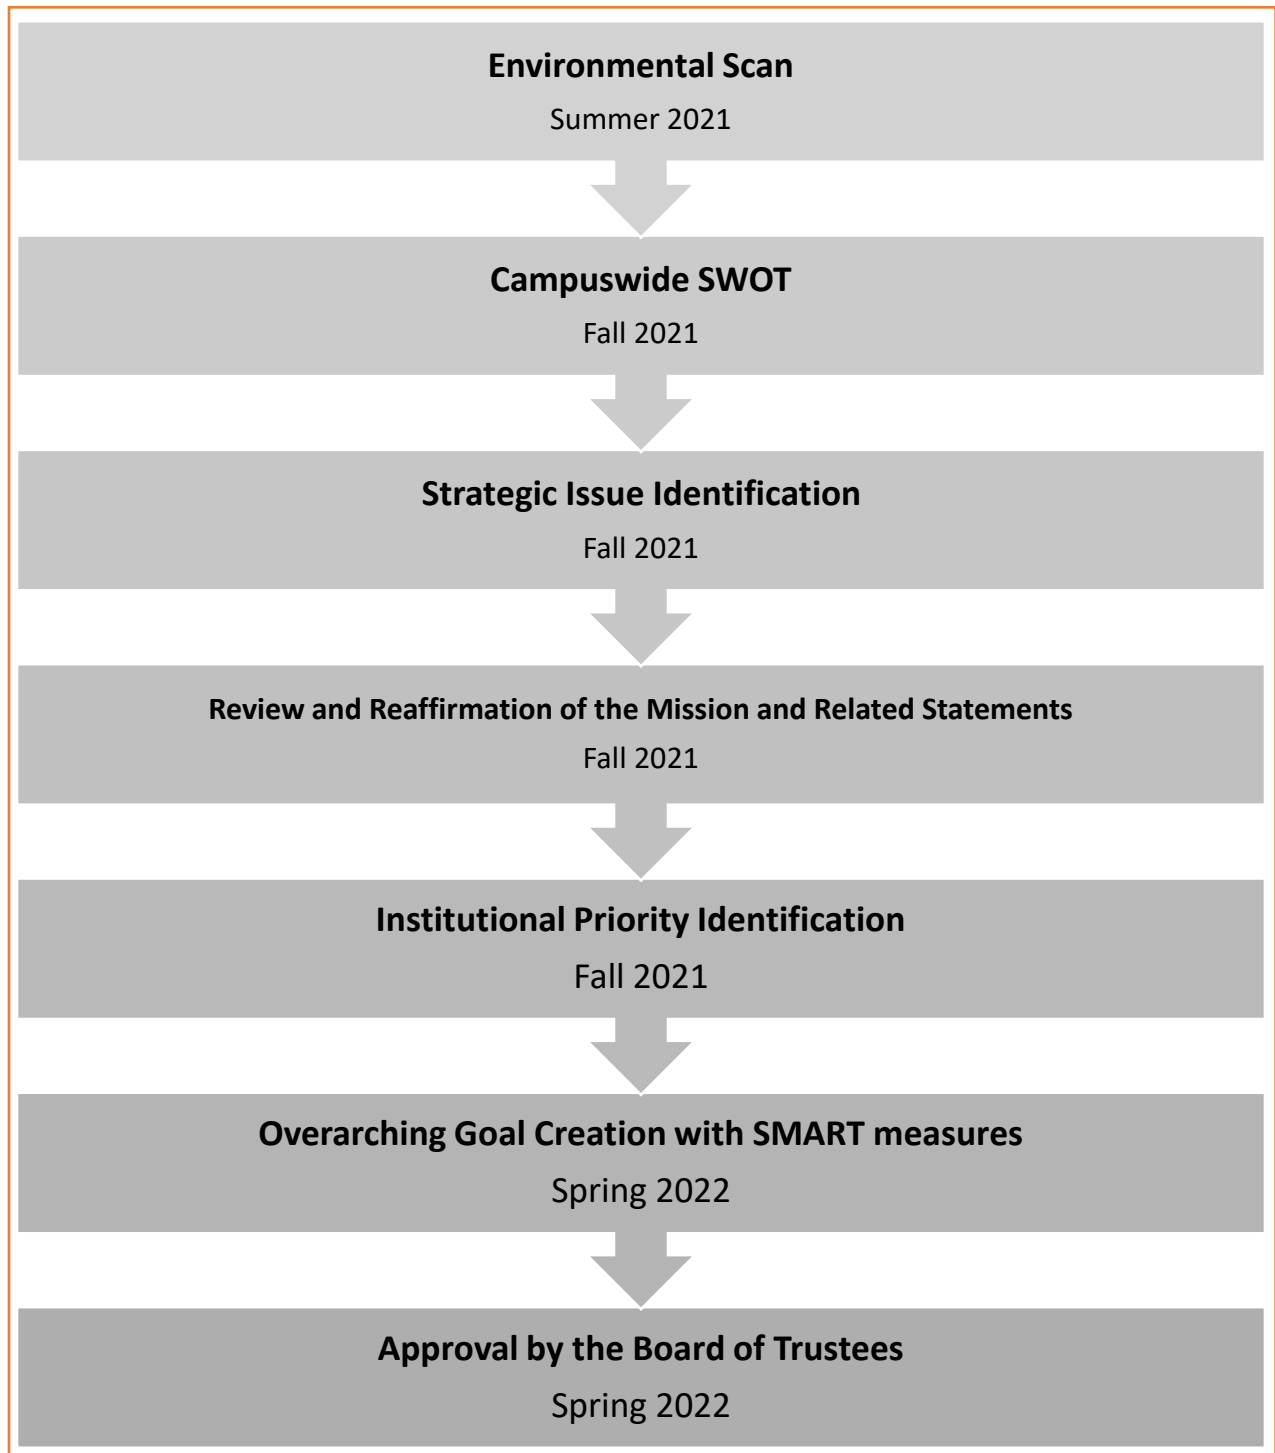 Environmental Scan
Summer 2021
Campuswide SWOT
Fall 2021
Strategic Issue Identification
Fall 2021
Review and Reaffirmation of the Mission and Related Statements
Fall 2021
Institutional Priority Identification
Fall 2021
Overarching Goal Creation with SMART measures
Spring 2022
Approval by the Board of Trustees
Spring 2022